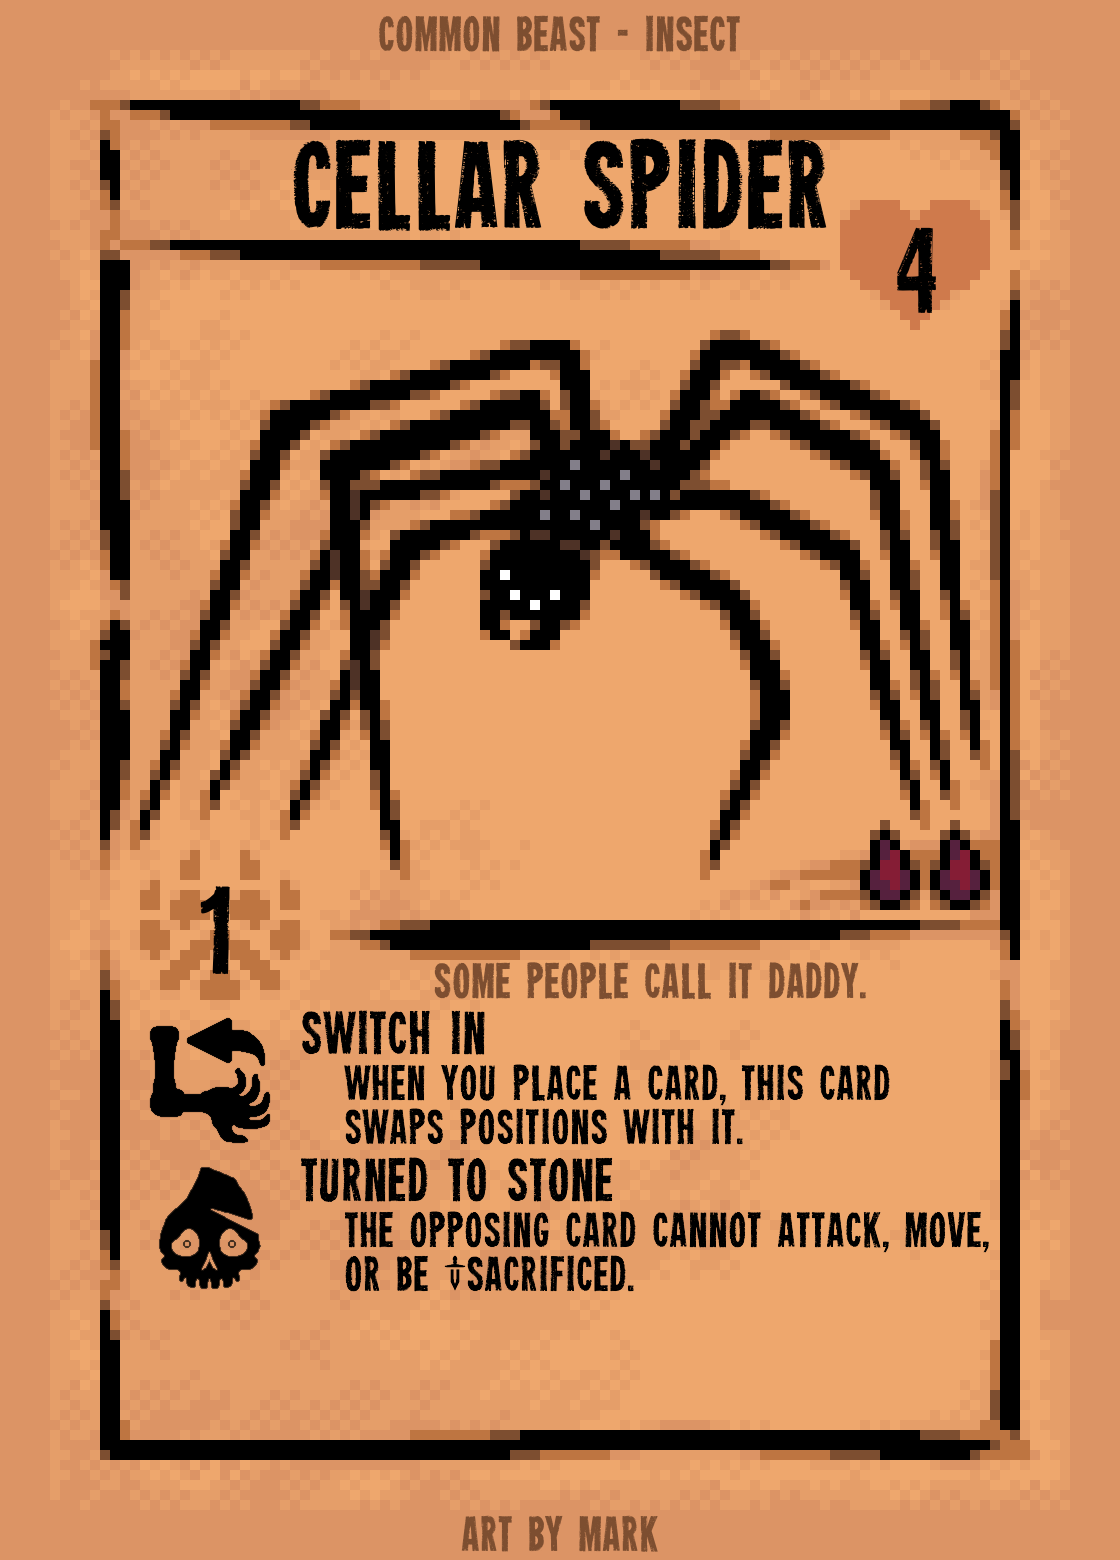 COMMON BEAST - INSECT
CELLAR SPIDER
4
1
SOME PEOPLE CALL IT DADDY.
SWITCH IN
WHEN YOU PLACE A CARD, THIS CARD
SWAPS POSITIONS WITH IT.
TURNED TO STONE
THE OPPOSING CARD CANNOT ATTACK, MOVE,
OR BE SACRIFICED.
ART BY MARK